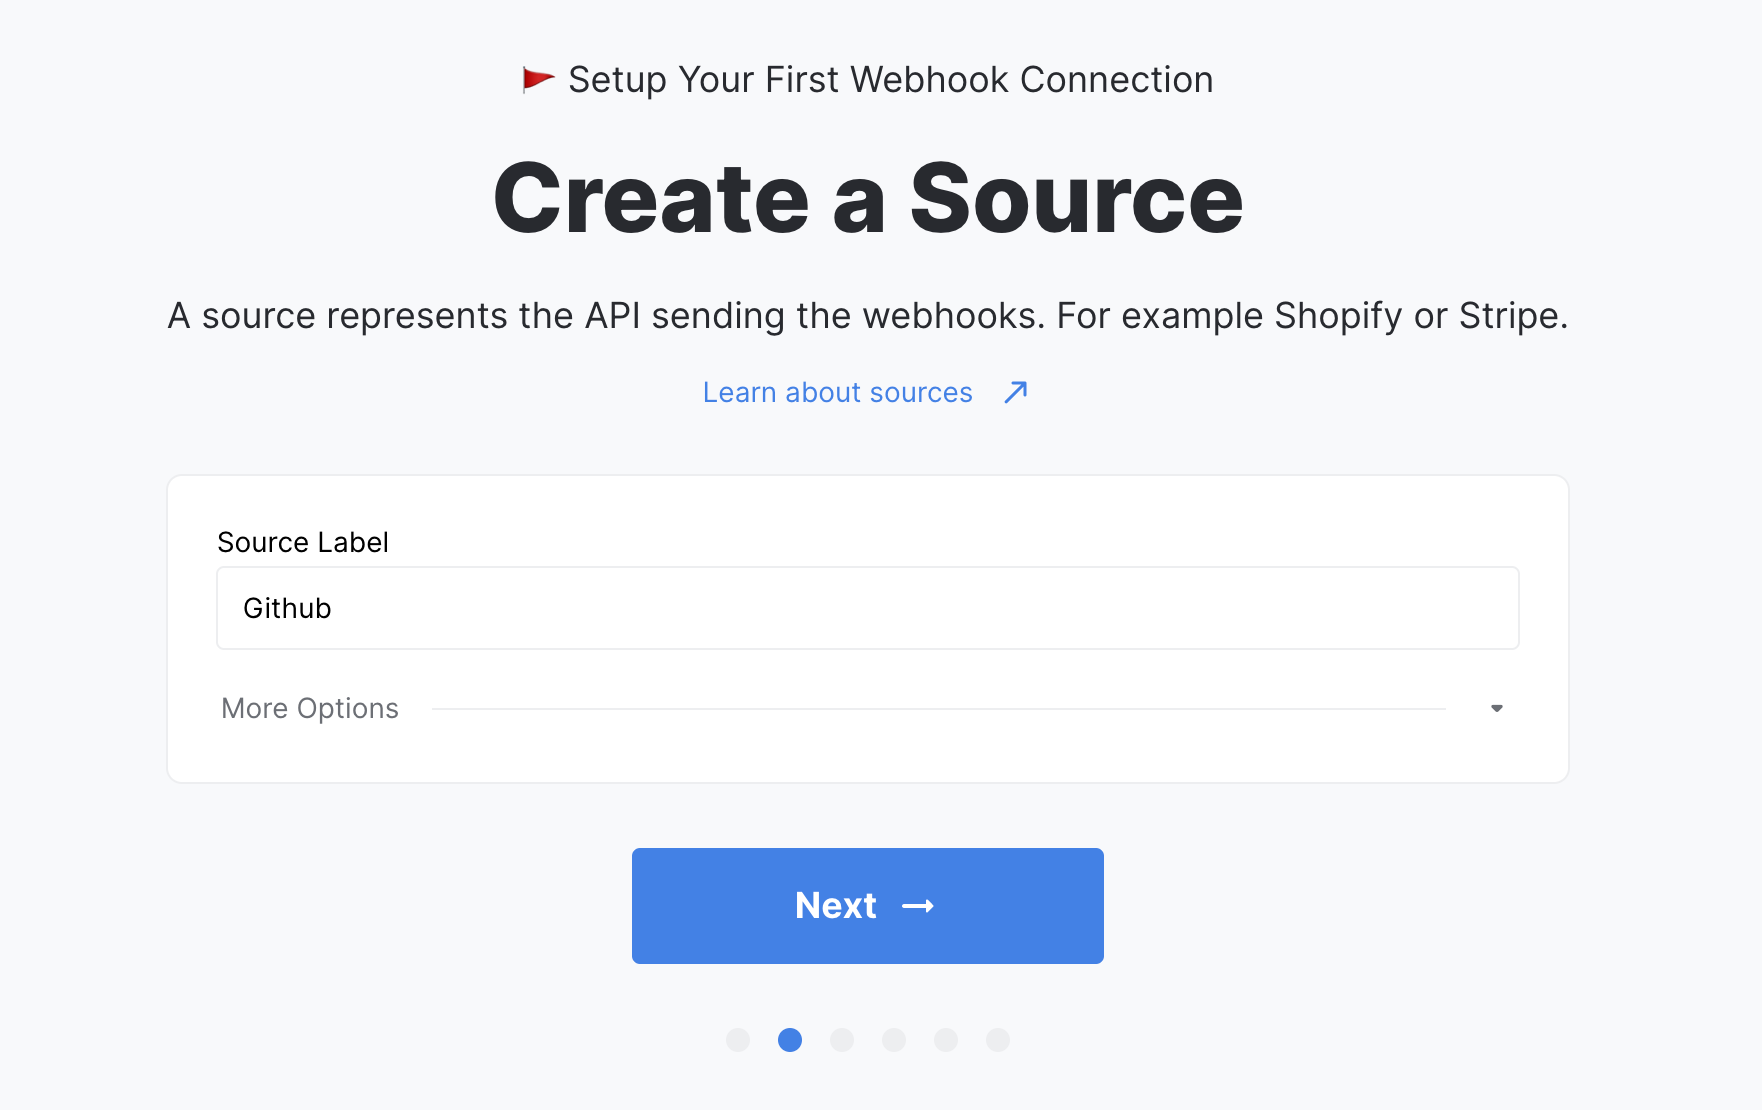 Setup Your First Webhook Connection
Create a Source
A source represents the API sending the webhooks. For example Shopify or Stripe.
Learn about sources
Source Label
Github
More Options
Next